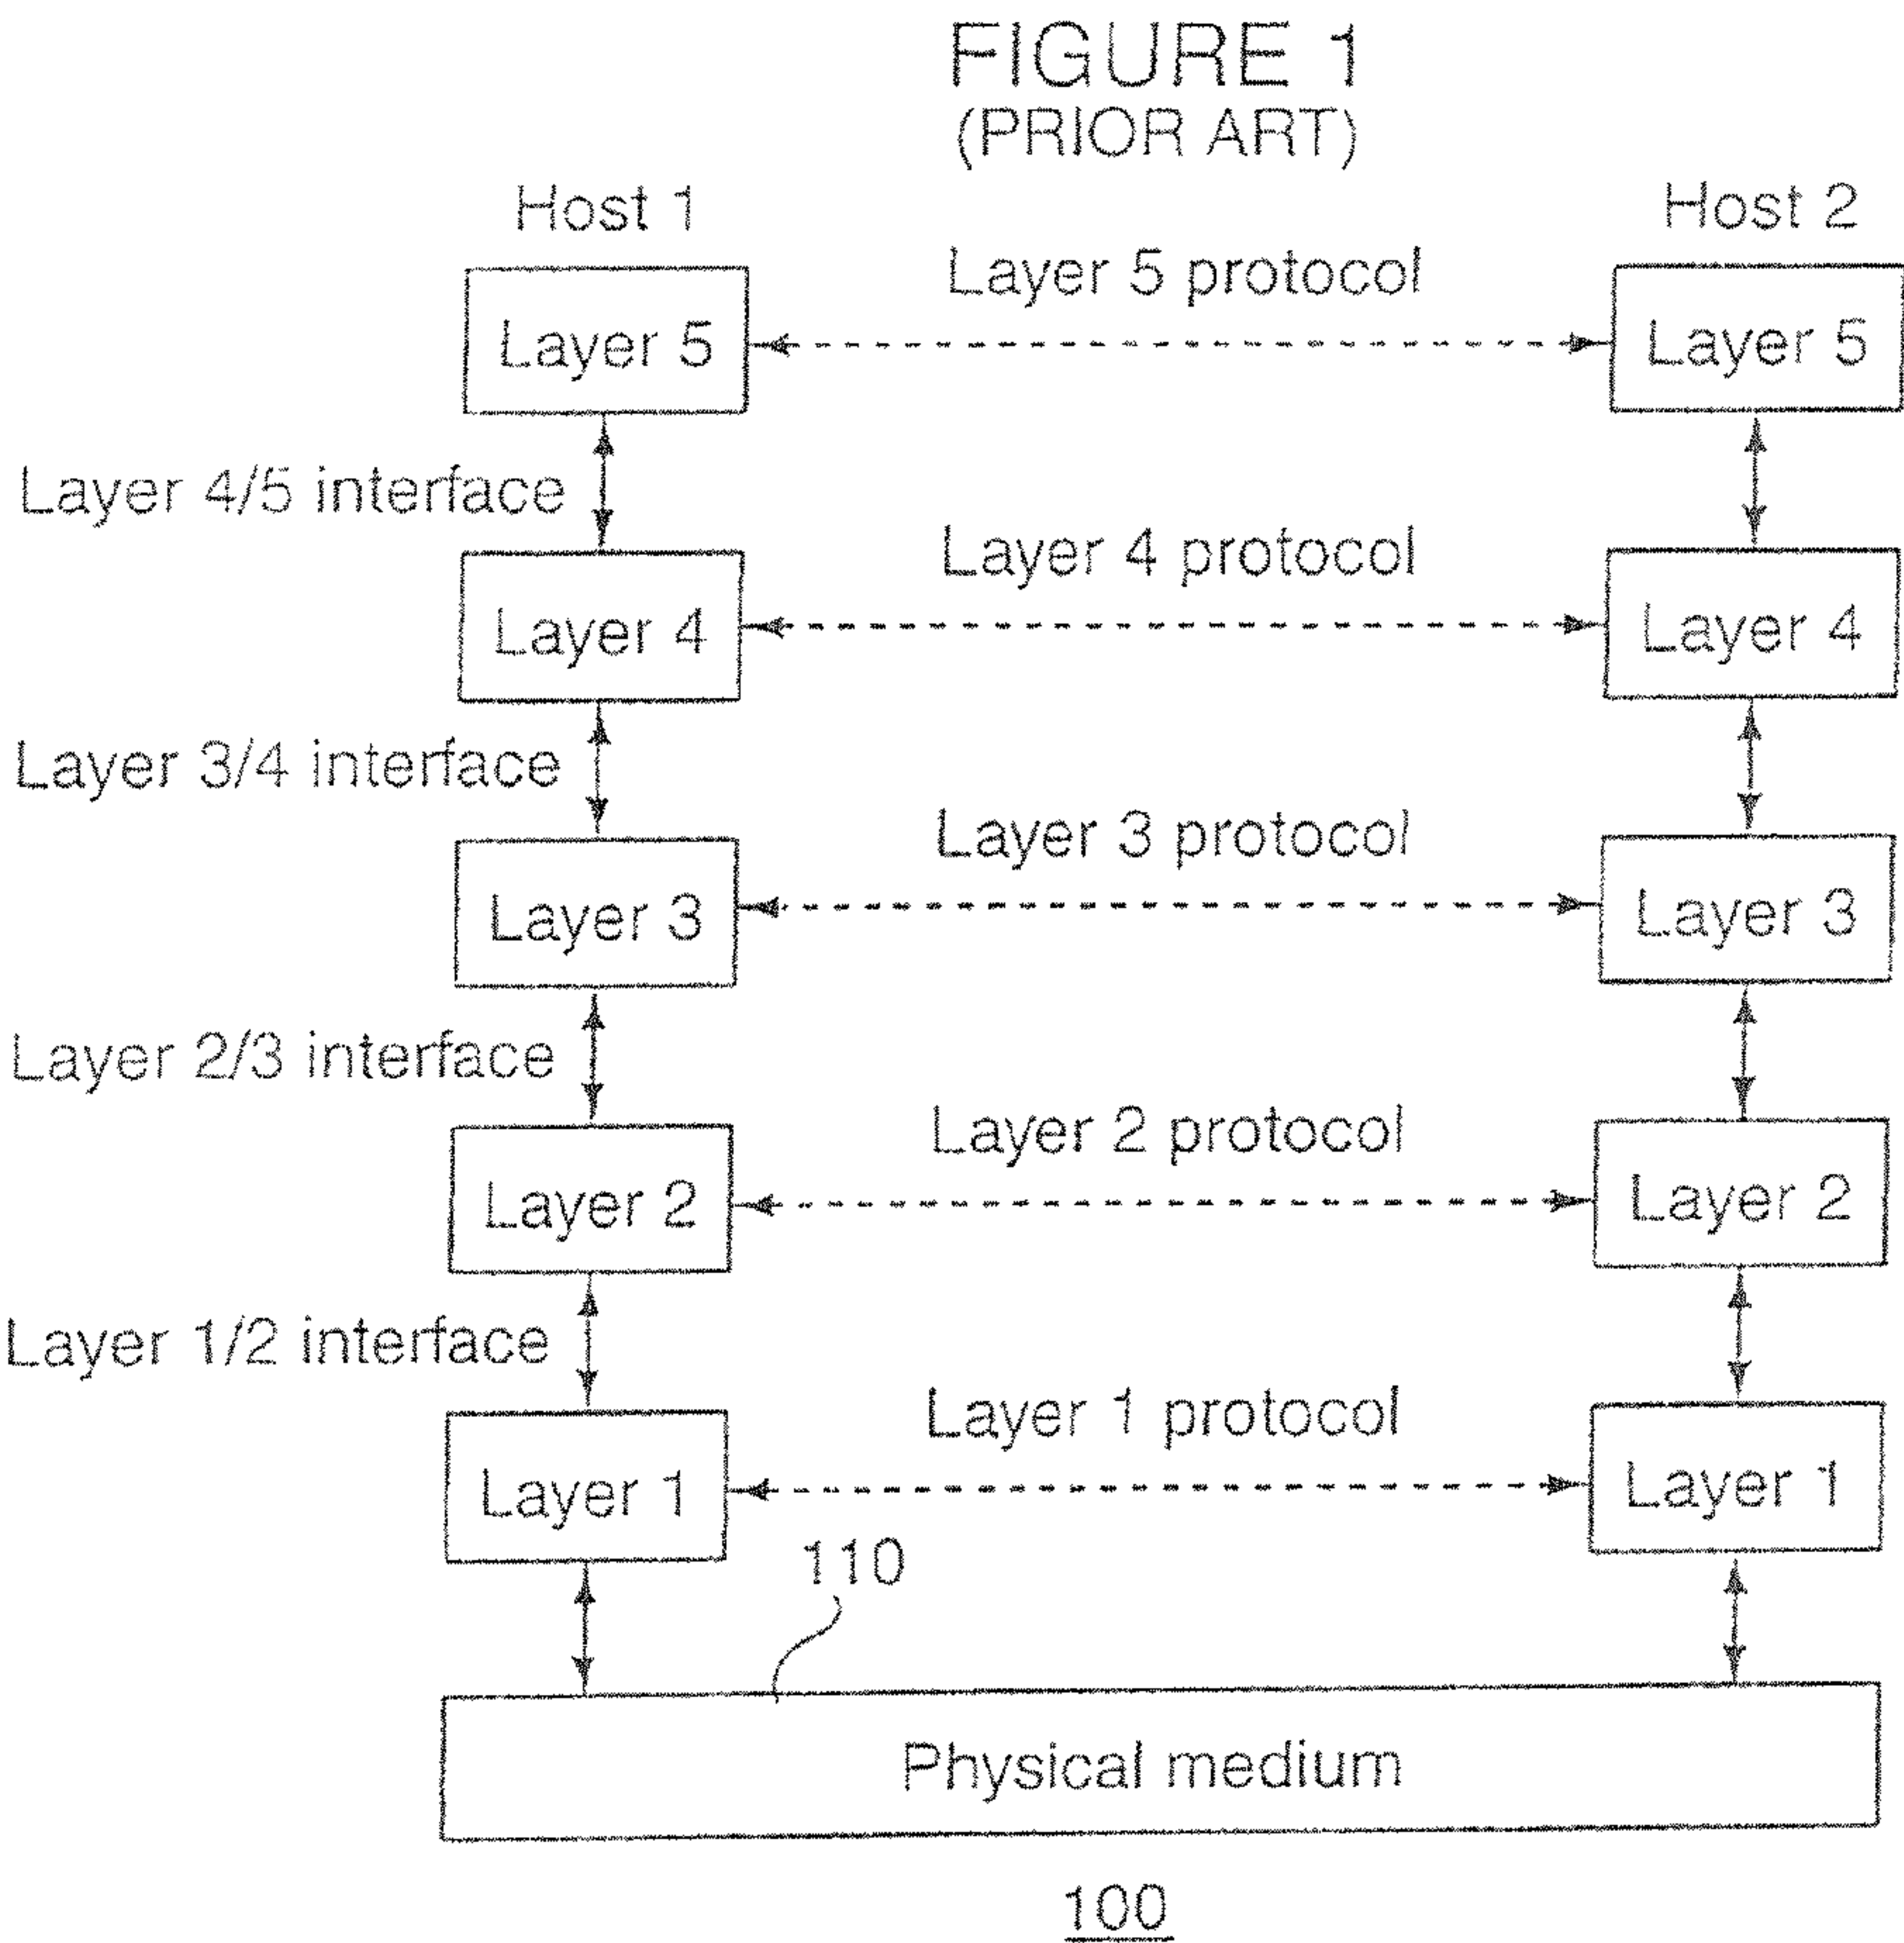 FIGURE 1
(PRIOR ART)
Host 1
Host 2
Layer 5 protocol
Layer 5
Layer 5
Layer 4/5 interface
Layer 4 protocol
Layer 4
Layer 4
Layer 3/4 interface
Layer 3 protocol
Layer 3
Layer 3
Layer 2/3 interface
Layer 2 protocol
Layer 2
Layer 2
Layer 1/2 interface
Layer 1 protocol
Layer 1
Layer 1
110
Physical medium
100